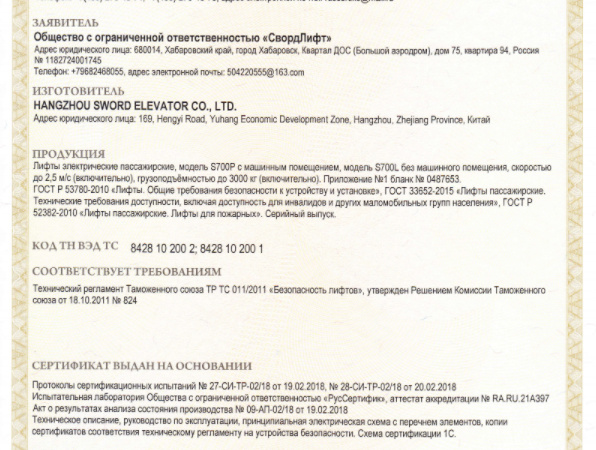 ЗАЯВИТЕЛЬ
Общество с ограниченной ответственностью «СвордЛифт»
Адрес юридического лица: 680014, Хабаровский край, город Хабаровск, Квартал ДОС (Большой аэродром), дом 75, квартира 94, Россия
№ 1182724001745
Телефон: +79682468055, адрес электронной почты: 504220555@163.com
ИЗГОТОВИТЕЛЬ
HANGZHOU SWORD ELEVATOR CO., LTD.
Адрес юридического лица: 169, Hengyi Road, Yuhang Economic Development Zone, Hangzhou, Zhejiang Province, Китай
ПРОДУКЦИЯ
Лифты электрические пассажирские, модель S700P с машинным помещением, модель S700L без машинного помещения, скоростью
до 2,5 м/с (включительно), грузоподъёмностью до 3000 кг (включительно). Приложение №1 бланк № 0487653.
ГОСТ Р 53780-2010 «Лифты. Общие требования безопасности к устройству и установке», ГОСТ 33652-2015 «Лифты пассажирские.
Технические требования доступности, включая доступность для инвалидов и других маломобильных групп населения», ГОСТ Р
52382-2010 «Лифты пассажирские. Лифты для пожарных». Серийный выпуск.
КОД ТН ВЭД ТС 8428 10 200 2; 8428 10 200 1
СООТВЕТСТВУЕТ ТРЕБОВАНИЯМ
Технический регламент Таможенного союза ТР ТС 011/2011 «Безопасность лифтов», утвержден Решением Комиссии Таможенного
союза от 18.10.2011 № 824
СЕРТИФИКАТ ВЫДАН НА ОСНОВАНИИ
Протоколы сертификационных испытаний № 27-СИ-ТР-02/18 от 19.02.2018, № 28-СИ-ТР-02/18 от 20.02.2018
Испытательная лаборатория Общества с ограниченной ответственностью «РусСертифик», аттестат аккредитации № RA.RU.21АЗ97
Акт о результатах анализа состояния производства № 09-АП-02/18 от 19.02.2018
Техническое описание, руководство по эксплуатации, принципиальная электрическая схема с перечнем элементов, копии
сертификатов соответствия техническому регламенту на устройства безопасности. Схема сертификации 1С.